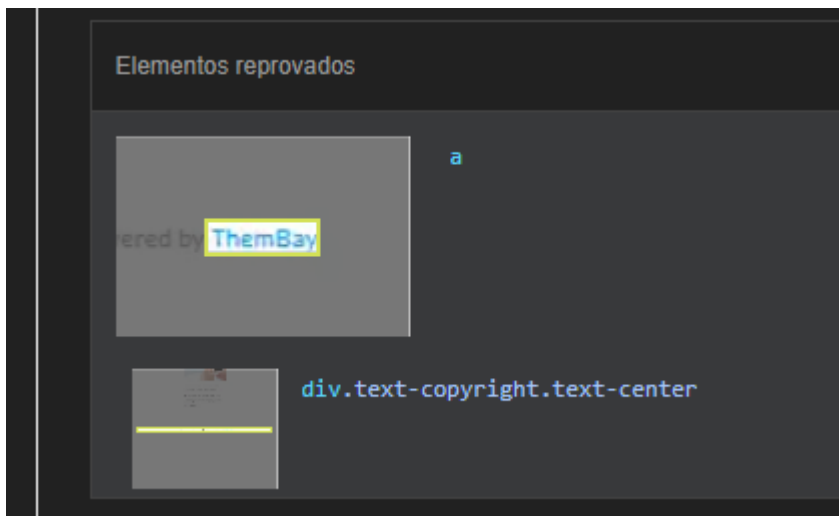 Elementos reprovados
a
ered by ThemBay
div.text-copyright.text-center